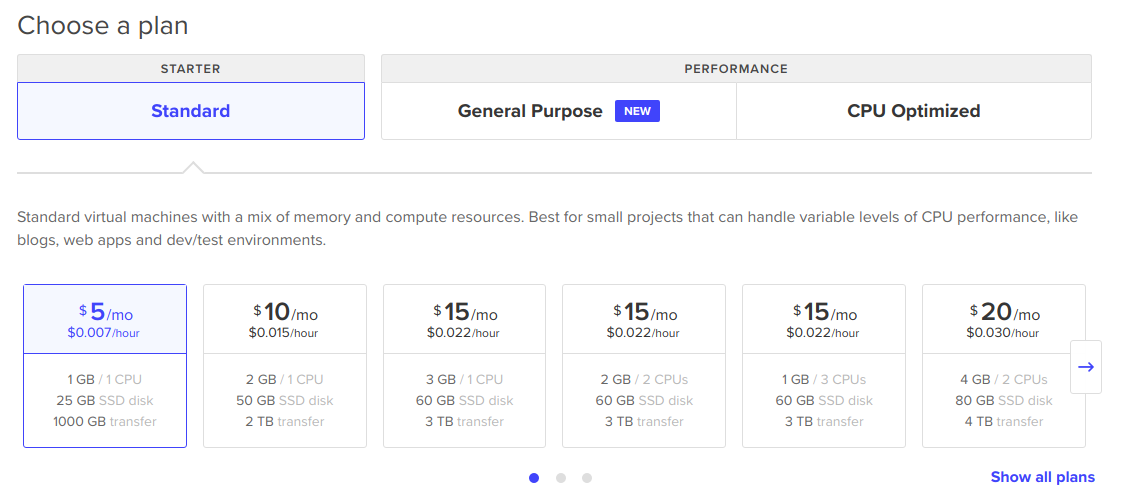 Choose a plan
STARTER
Standard
PERFORMANCE
General Purpose NEW
CPU Optimized
Standard virtual machines with a mix of memory and compute resources. Best for small projects that can handle variable levels of CPU performance, like
blogs, web apps and dev/test environments.
$ 5/mo
$0.007/hour
1 GB / 1 CPU
25 GB SSD disk
1000 GB transfer
$ 10/mo
$0.015/hour
2 GB / 1 CPU
50 GB SSD disk
2 TB transfer
$ 15/mo
$0.022/hour
3 GB / 1 CPU
60 GB SSD disk
3 TB transfer
$ 15/mo
$0.022/hour
2 GB / 2 CPUs
60 GB SSD disk
3 TB transfer
$ 15/mo
$0.022/hour
1 GB / 3 CPUs
60 GB SSD disk
3 TB transfer
$ 20/mo
$0.030/hour
4 GB / 2 CPUs
80 GB SSD disk
4 TB transfer
→
Show all plans